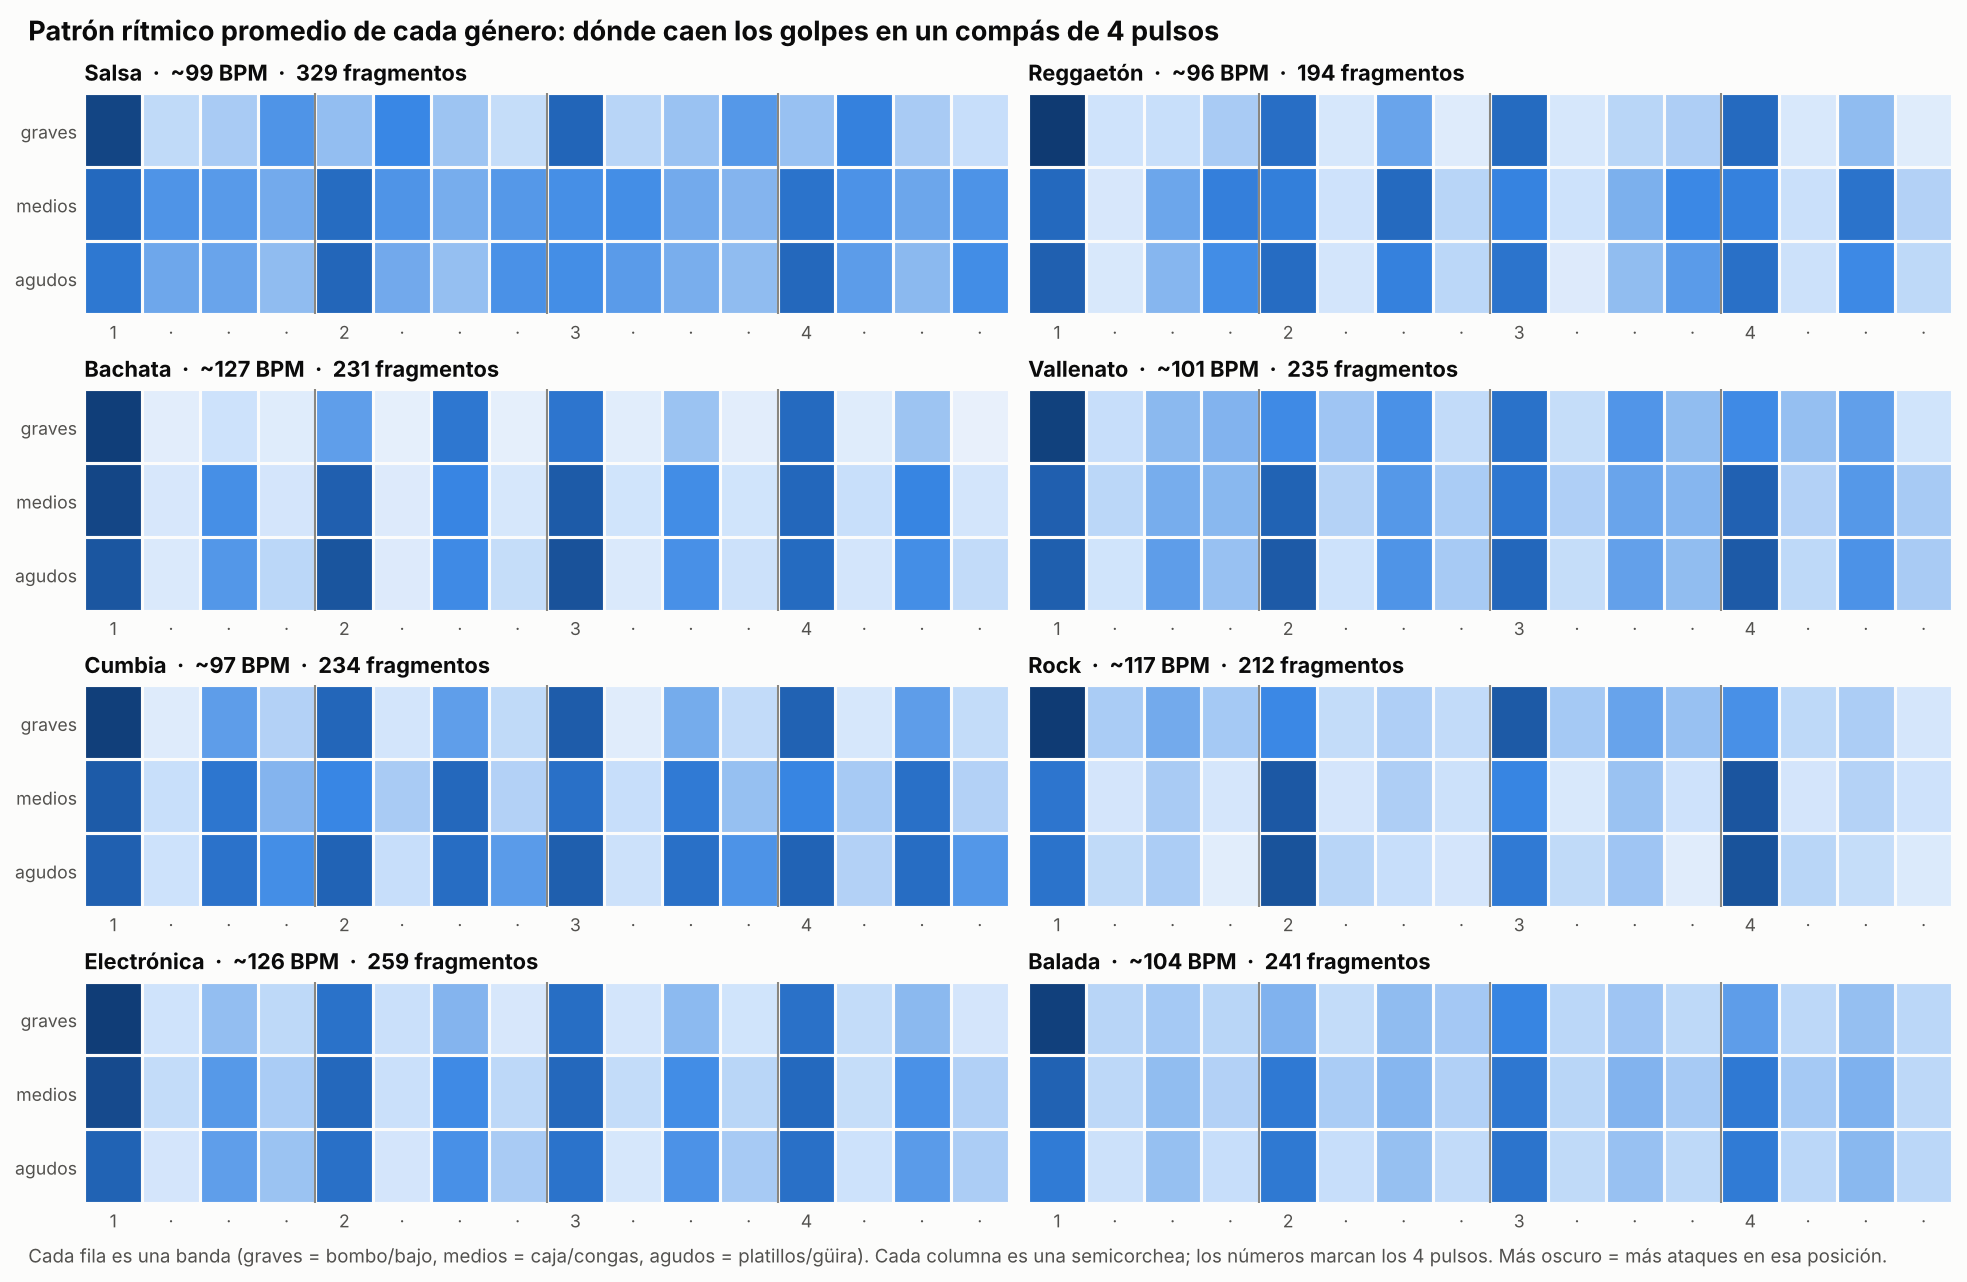 Patrón rítmico promedio de cada género: dónde caen los golpes en un compás de 4 pulsos
Salsa · ~99 BPM · 329 fragmentos
graves
medios
agudos
1 · · · 2 · · · 3 · · · 4 · · ·
Reggaetón · ~96 BPM · 194 fragmentos
1 · · · 2 · · · 3 · · · 4 · · ·
Bachata · ~127 BPM · 231 fragmentos
graves
medios
agudos
1 · · · 2 · · · 3 · · · 4 · · ·
Vallenato · ~101 BPM · 235 fragmentos
1 · · · 2 · · · 3 · · · 4 · · ·
Cumbia · ~97 BPM · 234 fragmentos
graves
medios
agudos
1 · · · 2 · · · 3 · · · 4 · · ·
Rock · ~117 BPM · 212 fragmentos
1 · · · 2 · · · 3 · · · 4 · · ·
Electrónica · ~126 BPM · 259 fragmentos
graves
medios
agudos
1 · · · 2 · · · 3 · · · 4 · · ·
Balada · ~104 BPM · 241 fragmentos
1 · · · 2 · · · 3 · · · 4 · · ·
Cada fila es una banda (graves = bombo/bajo, medios = caja/congas, agudos = platillos/güira). Cada columna es una semicorchea; los números marcan los 4 pulsos. Más oscuro = más ataques en esa posición.